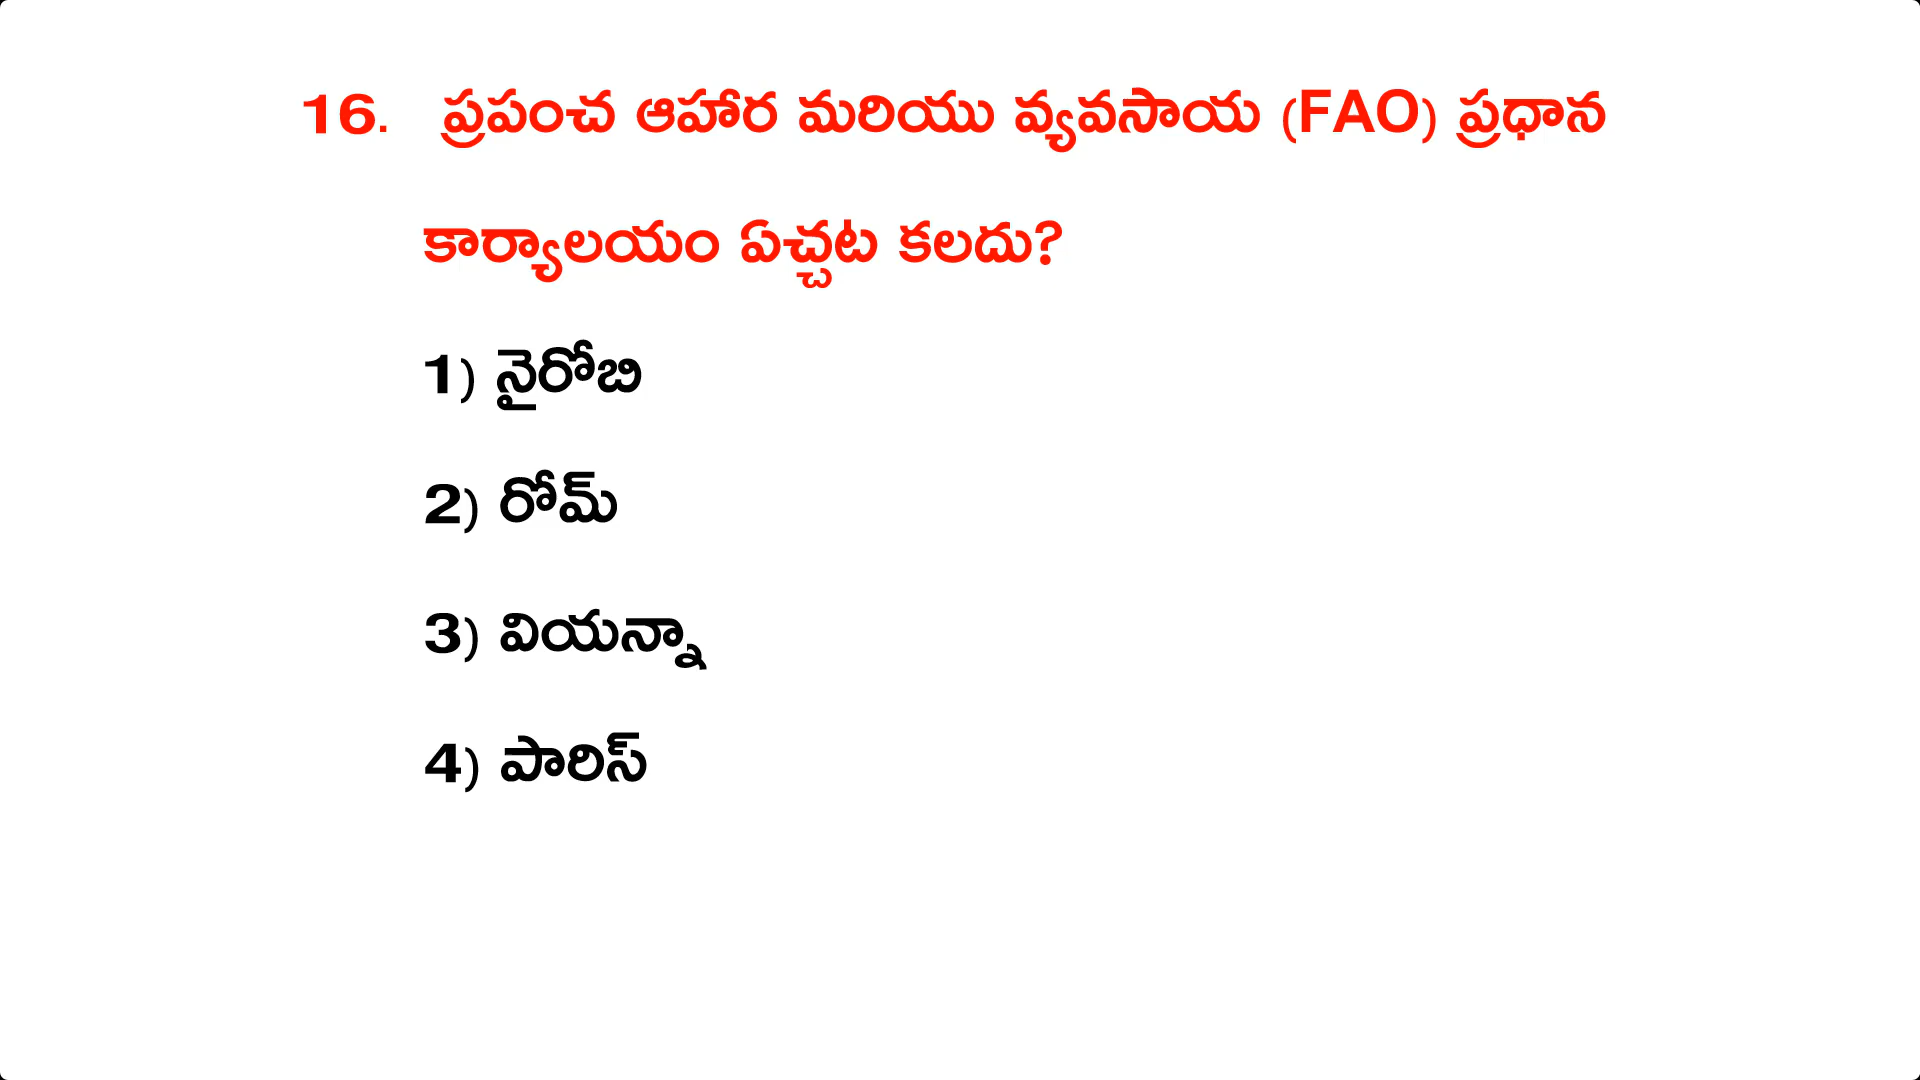 16. ప్రపంచ ఆహార మరియు వ్యవసాయ (FAO) ప్రధాన
కార్యాలయం ఏచ్చట కలదు?
1) నైరోబి
2) రోమ్
3) వియన్నా
4) పారిస్